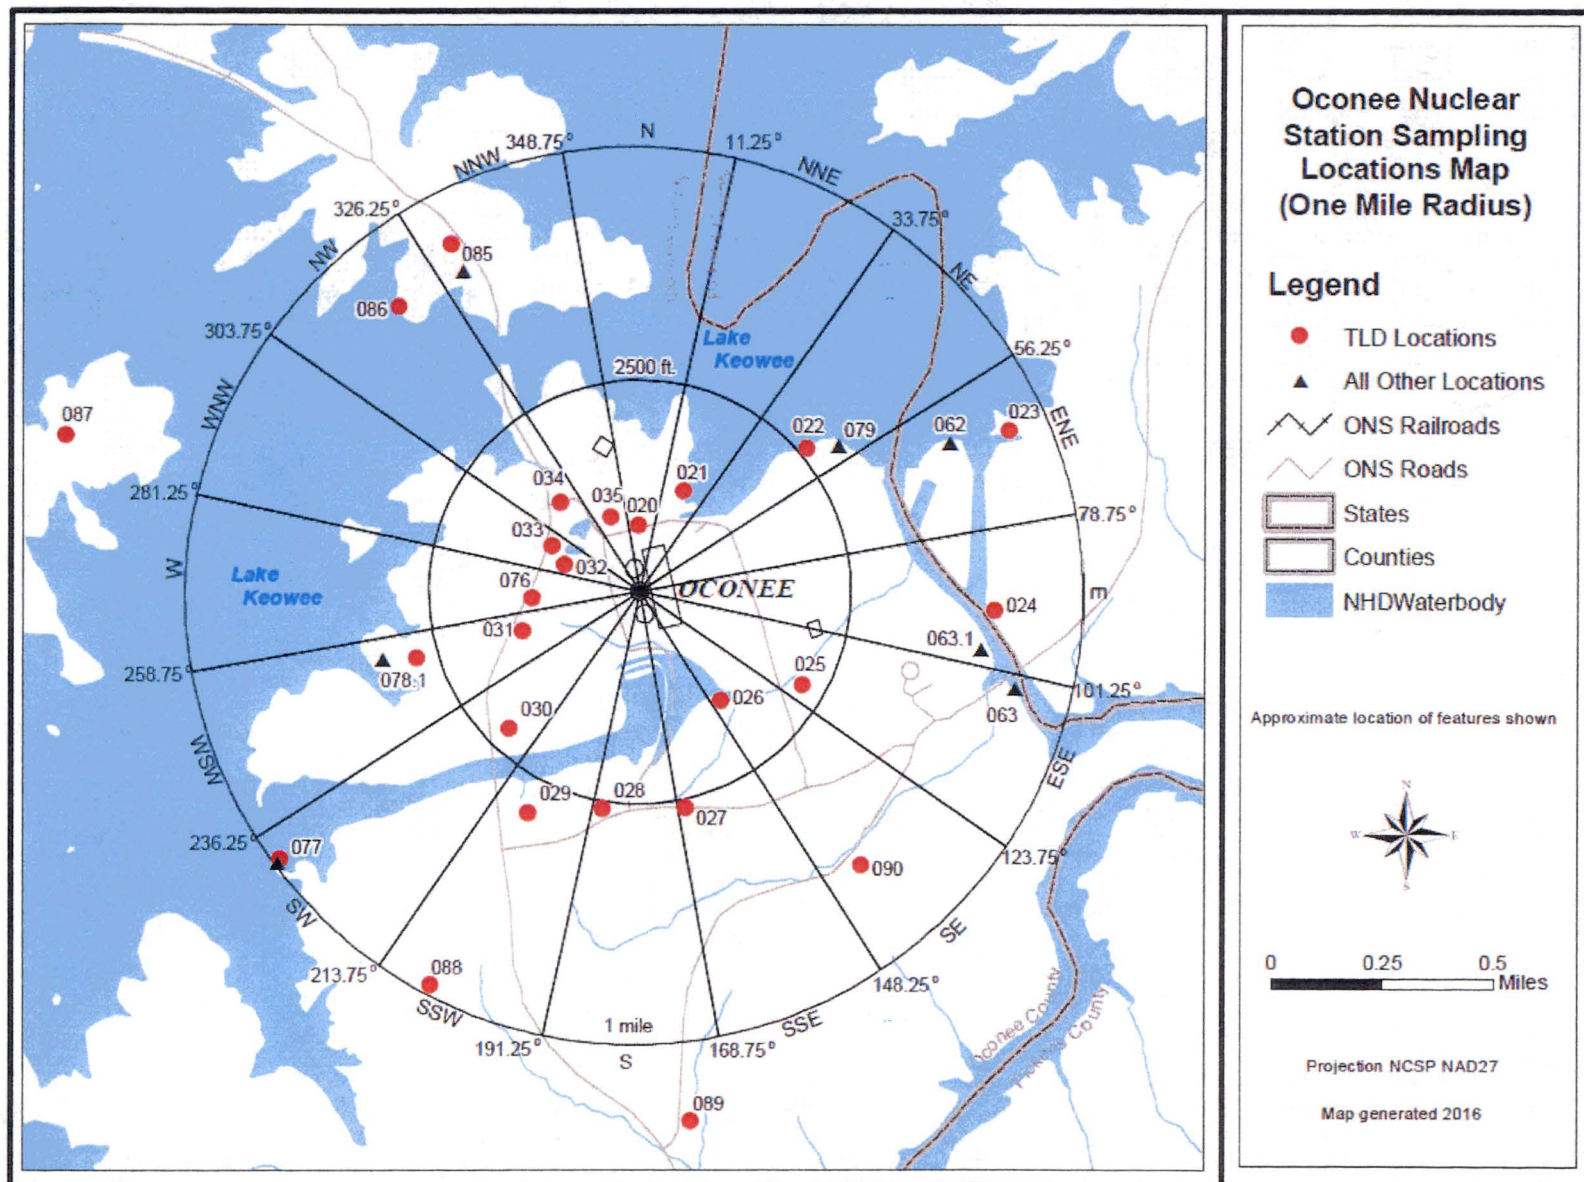 N
348.75°
11.25°
NNW
NNE
326.25°
33.75°
NW
NE
085
086
303.75°
56.25°
Lake
Keowee
2500 ft.
WNW
ENE
087
022
079
062
023
281.25°
78.75°
034
035
021
020
033
032
W
Lake
Keowee
076
OCONEE
E
024
031
063.1
258.75°
078.1
025
026
101.25°
063
030
WSW
ESE
029
028
027
236.25°
077
123.75°
090
SW
SE
213.75°
088
148.25°
SSW
SSE
1 mile
191.25°
S
168.75°
Oconee County
Pickens County
089
Oconee Nuclear
Station Sampling
Locations Map
(One Mile Radius)
Legend
TLD Locations
All Other Locations
ONS Railroads
ONS Roads
States
Counties
NHDWaterbody
Approximate location of features shown
N
W
E
S
0 0.25 0.5
Miles
Projection NCSP NAD27
Map generated 2016